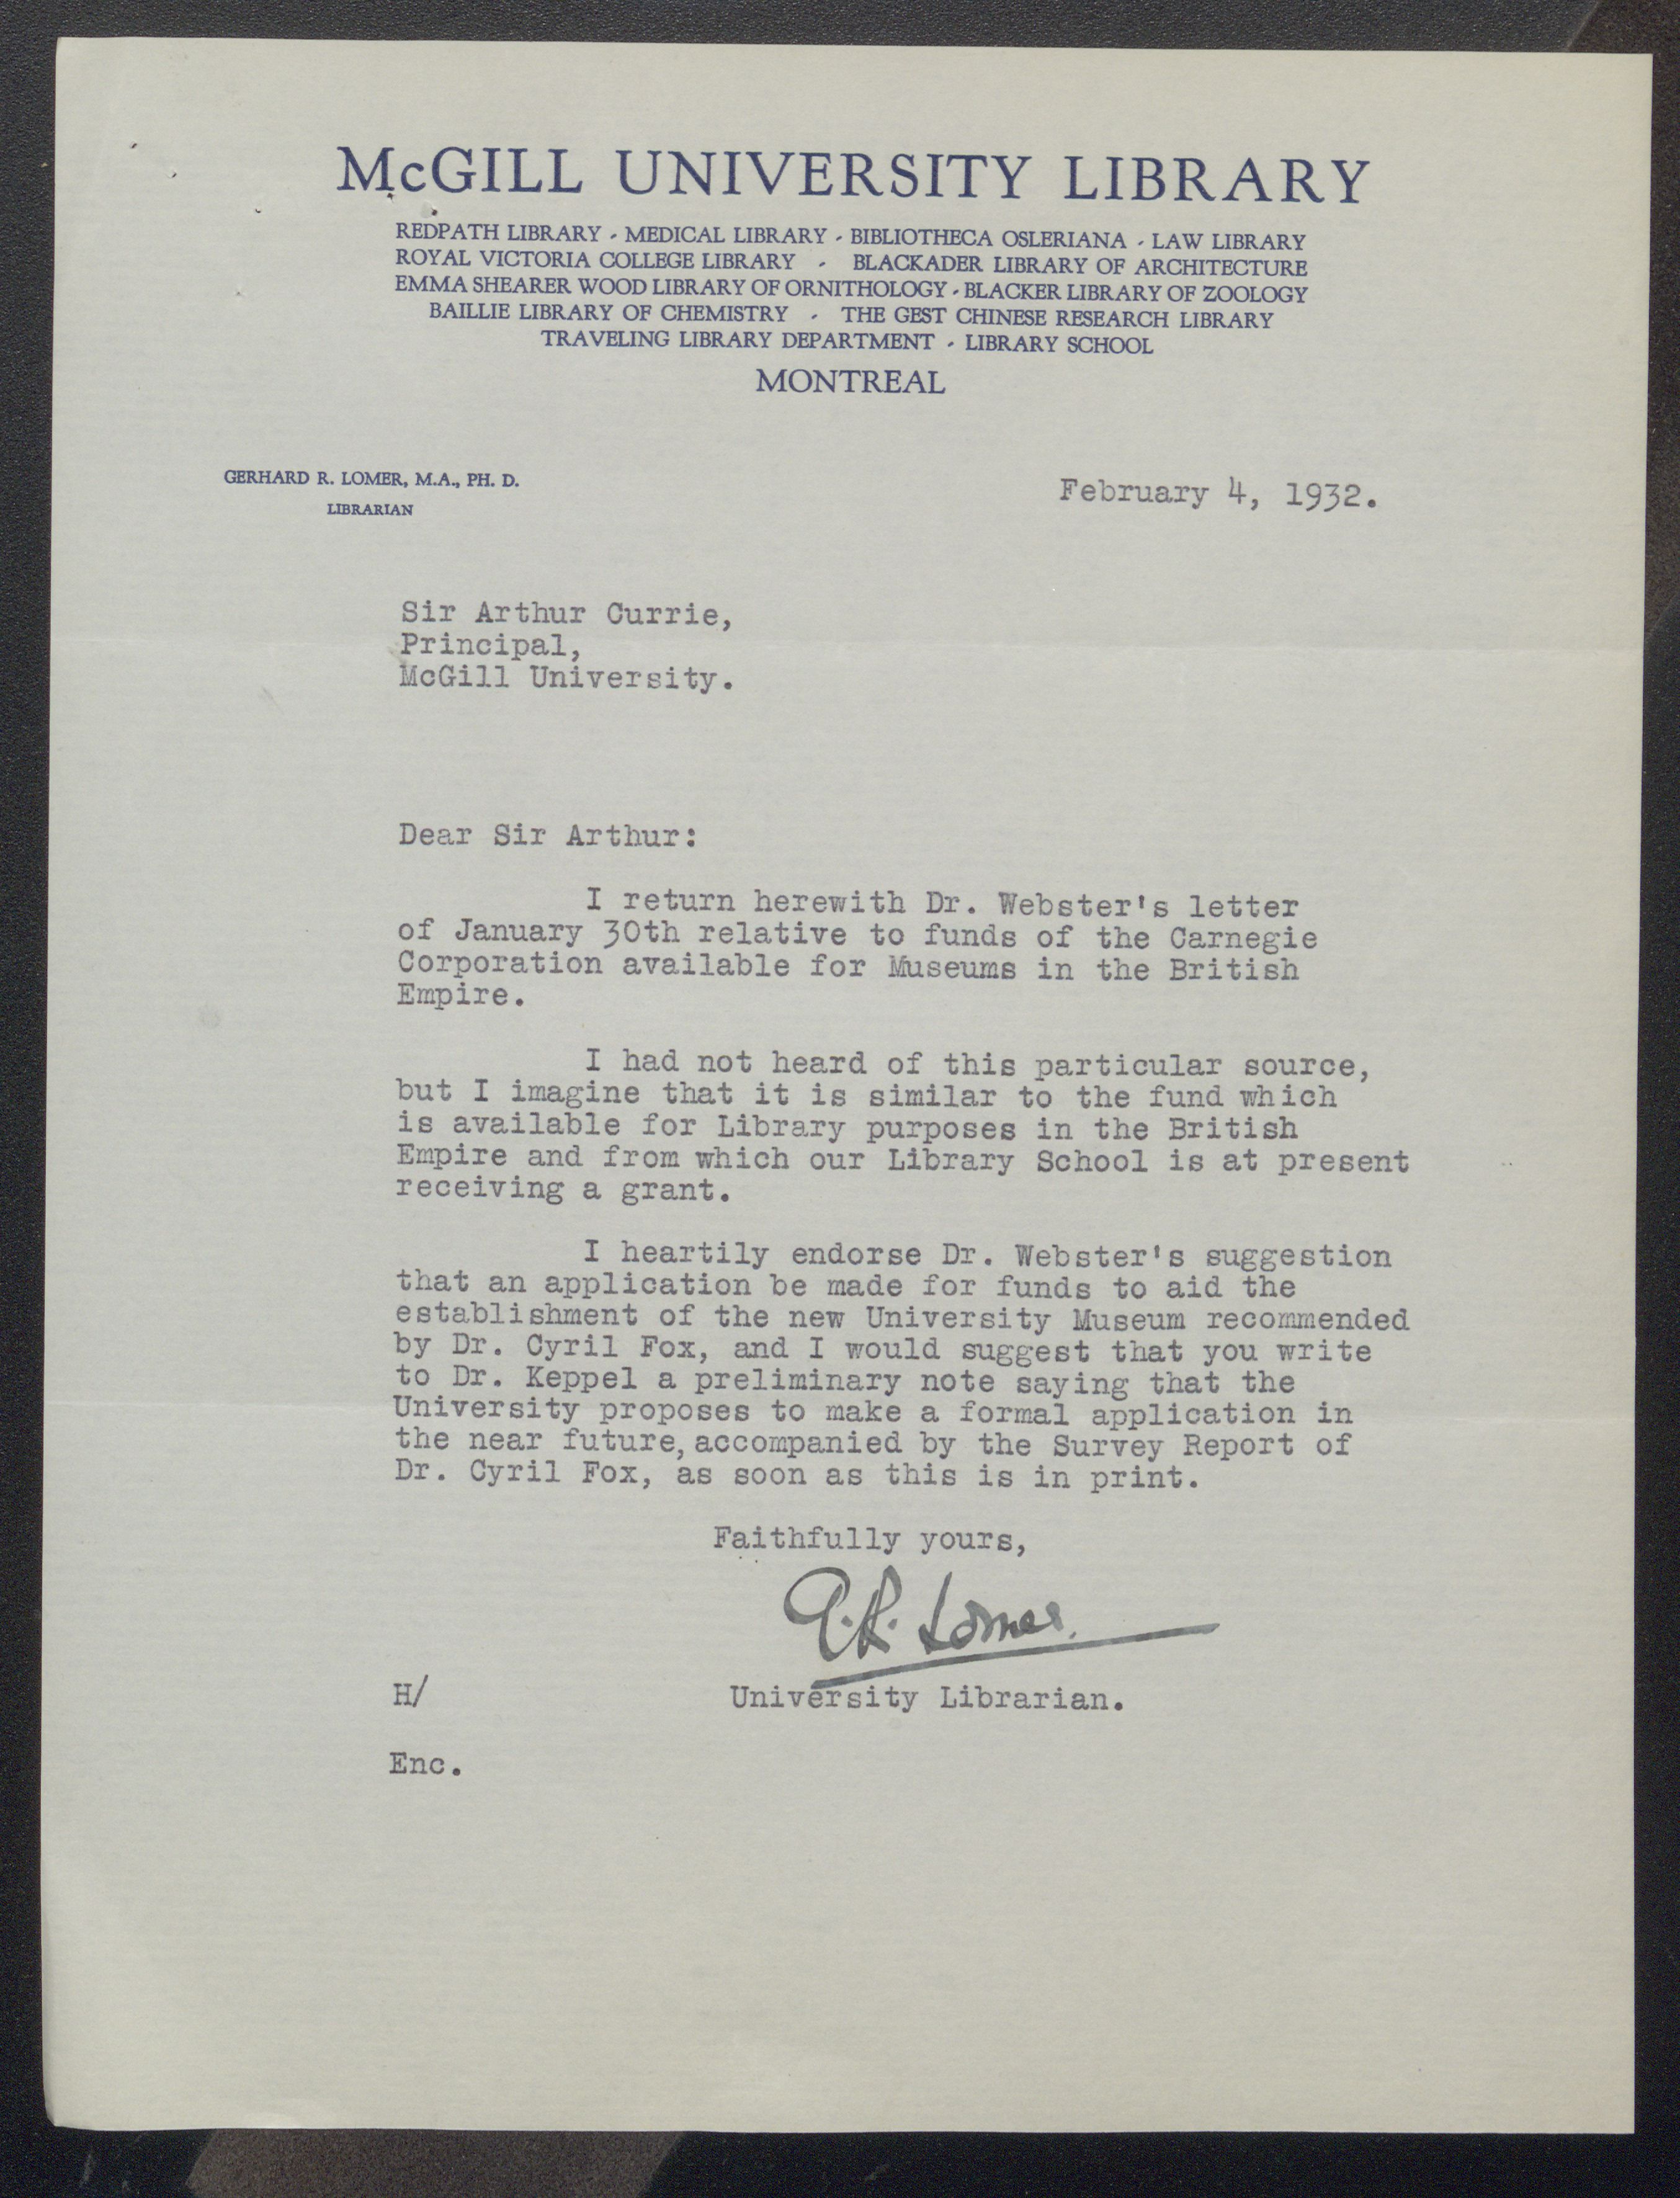 McGILL UNIVERSITY LIBRARY
REDPATH LIBRARY - MEDICAL LIBRARY - BIBLIOTHECA OSLERIANA - LAW LIBRARY
ROYAL VICTORIA COLLEGE LIBRARY - BLACKADER LIBRARY OF ARCHITECTURE
EMMA SHEARER WOOD LIBRARY OF ORNITHOLOGY - BLACKER LIBRARY OF ZOOLOGY
BAILLIE LIBRARY OF CHEMISTRY - THE GEST CHINESE RESEARCH LIBRARY
TRAVELING LIBRARY DEPARTMENT - LIBRARY SCHOOL
MONTREAL
GERHARD R. LOMER, M.A., PH. D.
LIBRARIAN
February 4, 1932.
Sir Arthur Currie,
Principal,
McGill University.
Dear Sir Arthur:
I return herewith Dr. Webster's letter
of January 30th relative to funds of the Carnegie
Corporation available for Museums in the British
Empire.
I had not heard of this particular source,
but I imagine that it is similar to the fund which
is available for Library purposes in the British
Empire and from which our Library School is at present
receiving a grant.
I heartily endorse Dr. Webster's suggestion
that an application be made for funds to aid the
establishment of the new University Museum recommended
by Dr. Cyril Fox, and I would suggest that you write
to Dr. Keppel a preliminary note saying that the
University proposes to make a formal application in
the near future, accompanied by the Survey Report of
Dr. Cyril Fox, as soon as this is in print.
Faithfully yours,
G.R. Lomer.
H/
University Librarian.
Enc.